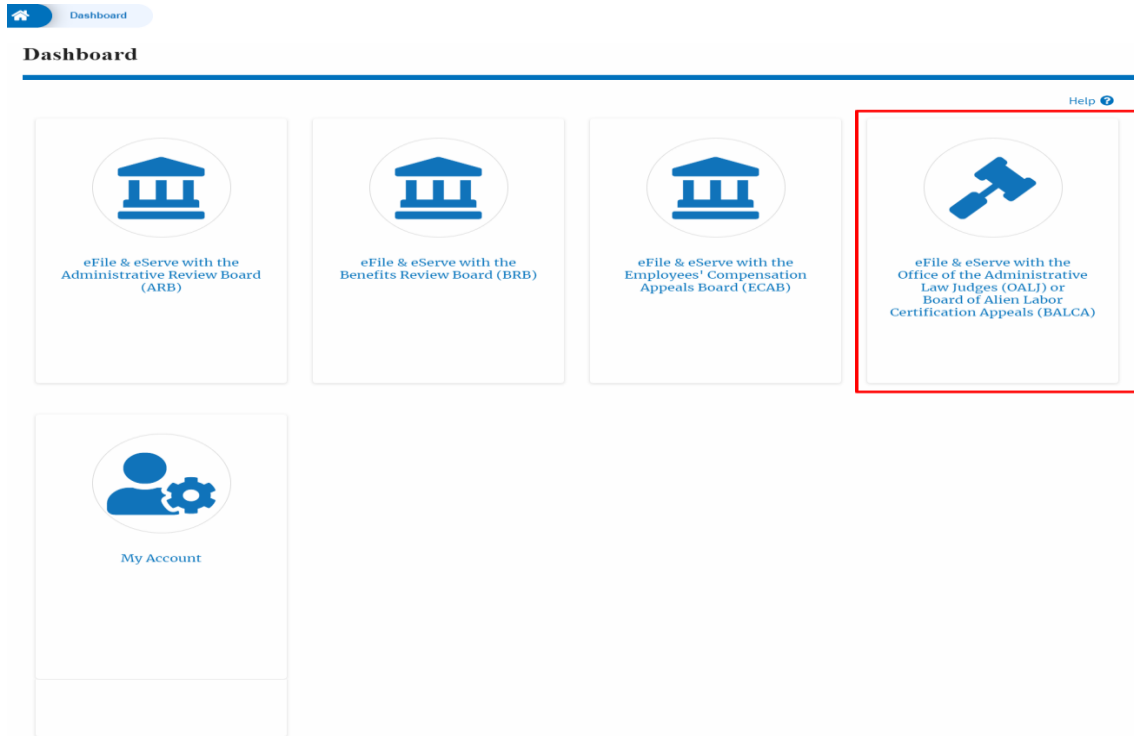 Dashboard
Dashboard
Help
eFile & eServe with the
Administrative Review Board
(ARB)
eFile & eServe with the
Benefits Review Board (BRB)
eFile & eServe with the
Employees' Compensation
Appeals Board (ECAB)
eFile & eServe with the
Office of the Administrative
Law Judges (OALJ) or
Board of Alien Labor
Certification Appeals (BALCA)
My Account